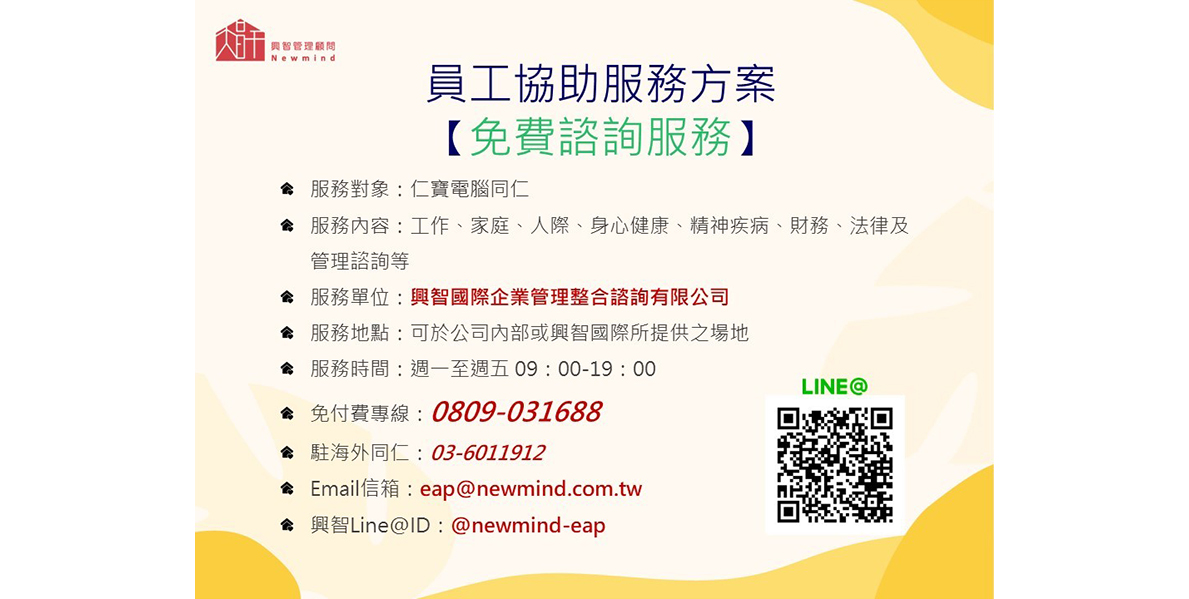 興智管理顧問
Newmind
員工協助服務方案
【免費諮詢服務】
服務對象：仁寶電腦同仁
服務內容：工作、家庭、人際、身心健康、精神疾病、財務、法律及
管理諮詢等
服務單位：興智國際企業管理整合諮詢有限公司
服務地點：可於公司內部或興智國際所提供之場地
服務時間：週一至週五 09：00-19：00
免付費專線：0809-031688
駐海外同仁：03-6011912
Email信箱：eap@newmind.com.tw
興智Line@ID：@newmind-eap
LINE@